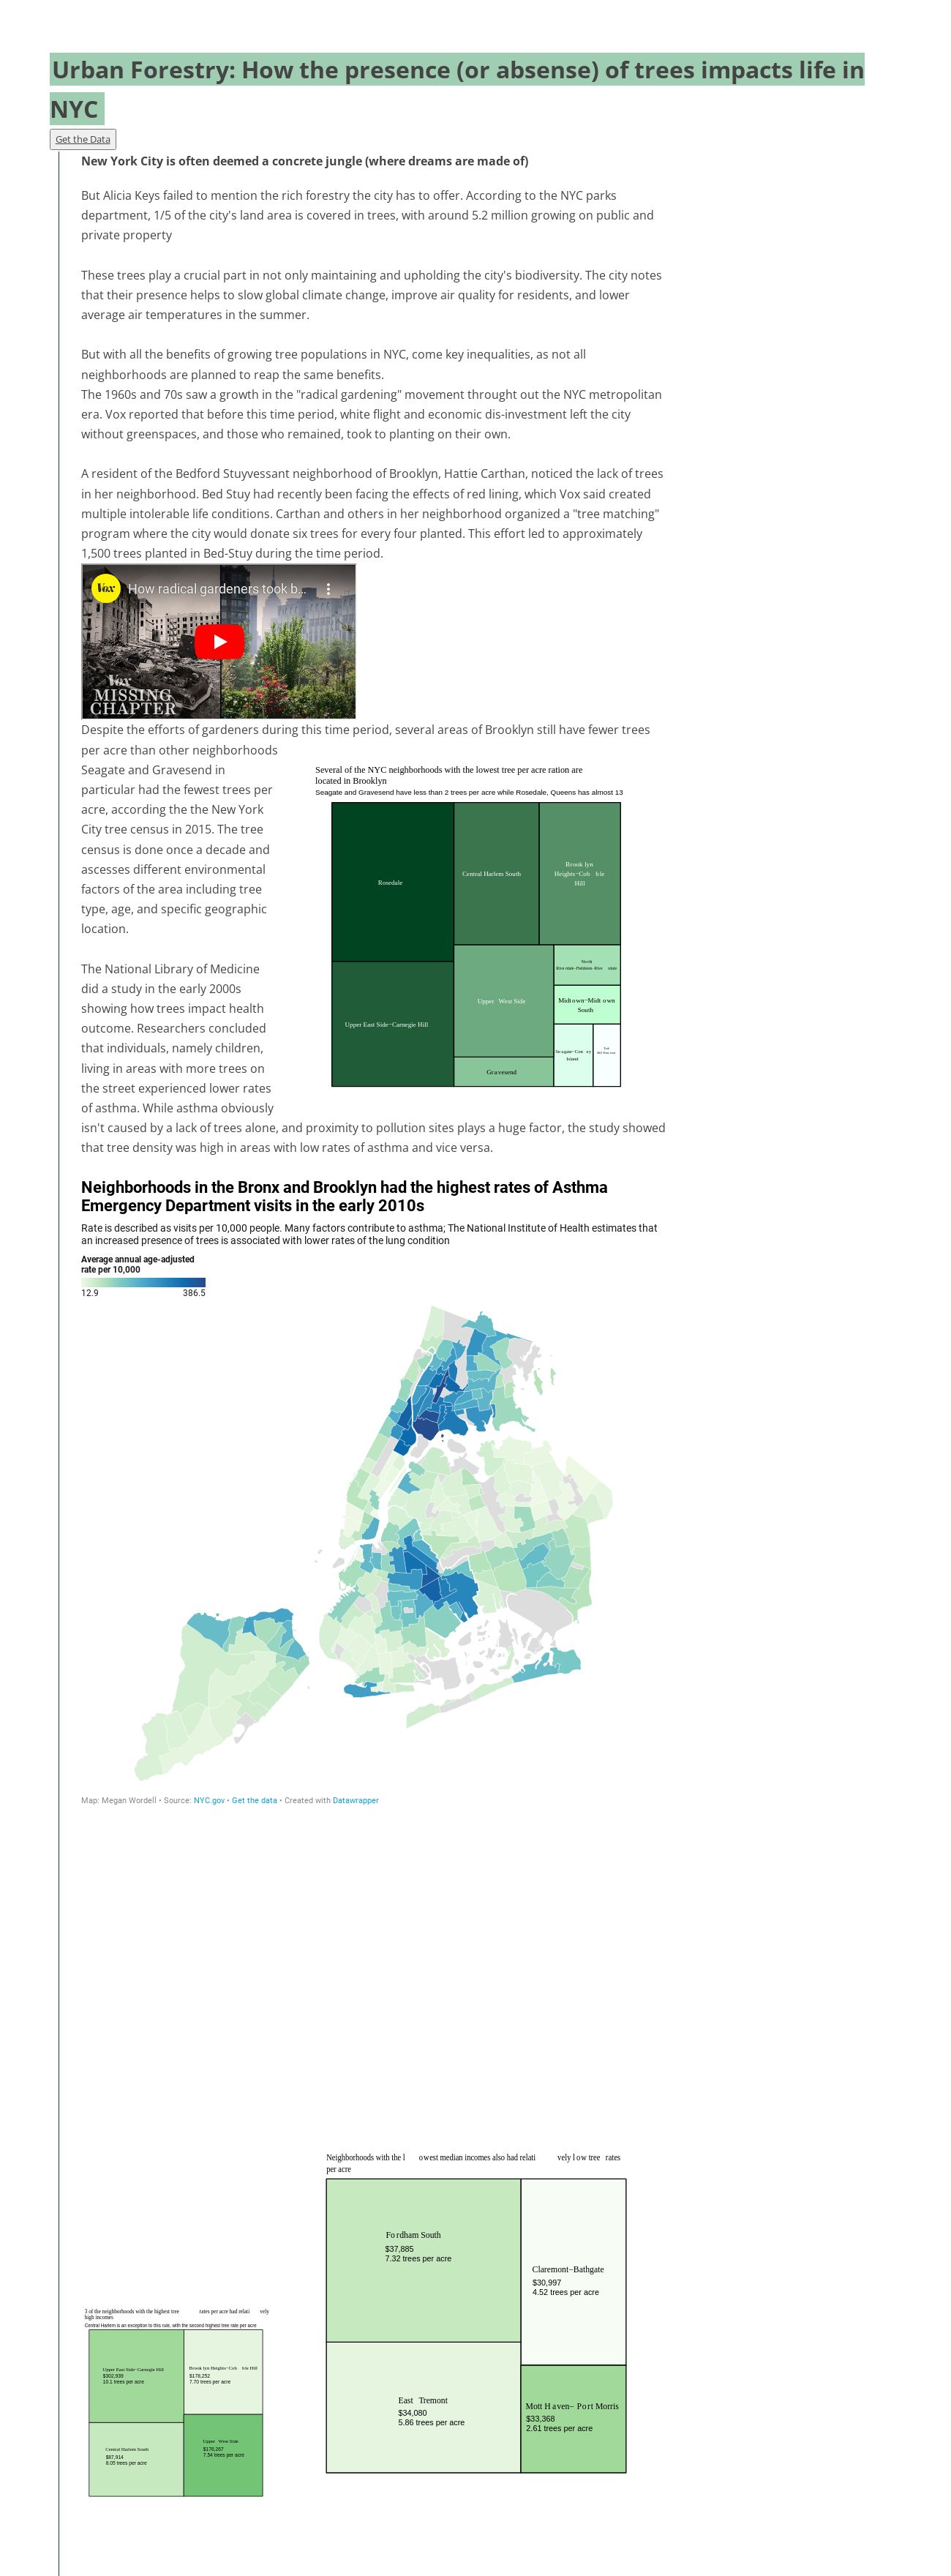 Urban Forestry: How the presence (or absense) of trees impacts life in
NYC
Get the Data
New York City is often deemed a concrete jungle (where dreams are made of)
But Alicia Keys failed to mention the rich forestry the city has to offer. According to the NYC parks
department, 1/5 of the city's land area is covered in trees, with around 5.2 million growing on public and
private property
These trees play a crucial part in not only maintaining and upholding the city's biodiversity. The city notes
that their presence helps to slow global climate change, improve air quality for residents, and lower
average air temperatures in the summer.
But with all the benefits of growing tree populations in NYC, come key inequalities, as not all
neighborhoods are planned to reap the same benefits.
The 1960s and 70s saw a growth in the "radical gardening" movement throught out the NYC metropolitan
era. Vox reported that before this time period, white flight and economic dis-investment left the city
without greenspaces, and those who remained, took to planting on their own.
A resident of the Bedford Stuyvessant neighborhood of Brooklyn, Hattie Carthan, noticed the lack of trees
in her neighborhood. Bed Stuy had recently been facing the effects of red lining, which Vox said created
multiple intolerable life conditions. Carthan and others in her neighborhood organized a "tree matching"
program where the city would donate six trees for every four planted. This effort led to approximately
1,500 trees planted in Bed-Stuy during the time period.
Vox
How radical gardeners took b...
Vox
MISSING
CHAPTER
Despite the efforts of gardeners during this time period, several areas of Brooklyn still have fewer trees
per acre than other neighborhoods
Seagate and Gravesend in
particular had the fewest trees per
acre, according the the New York
City tree census in 2015. The tree
census is done once a decade and
ascesses different environmental
factors of the area including tree
type, age, and specific geographic
location.
The National Library of Medicine
did a study in the early 2000s
showing how trees impact health
outcome. Researchers concluded
that individuals, namely children,
living in areas with more trees on
the street experienced lower rates
of asthma. While asthma obviously
isn't caused by a lack of trees alone, and proximity to pollution sites plays a huge factor, the study showed
that tree density was high in areas with low rates of asthma and vice versa.
Several of the NYC neighborhoods with the lowest tree per acre ration are
located in Brooklyn
Seagate and Gravesend have less than 2 trees per acre while Rosedale, Queens has almost 13
Rosedale
Central Harlem South
Brook lyn
Heights-Cob ble
Hill
Upper East Side-Carnegie Hill
Upper West Side
North
Midtown-Midt own
South
Seagate-Con ey
Island
Gravesend
Neighborhoods in the Bronx and Brooklyn had the highest rates of Asthma
Emergency Department visits in the early 2010s
Rate is described as visits per 10,000 people. Many factors contribute to asthma; The National Institute of Health estimates that
an increased presence of trees is associated with lower rates of the lung condition
Average annual age-adjusted
rate per 10,000
12.9 386.5
Map: Megan Wordell • Source: NYC.gov • Get the data • Created with Datawrapper
Neighborhoods with the l owest median incomes also had relati vely l ow tree rates
per acre
Fordham South
$37,885
7.32 trees per acre
Claremont-Bathgate
$30,997
4.52 trees per acre
East Tremont
$34,080
5.86 trees per acre
Mott H aven- Port Morris
$33,368
2.61 trees per acre
3 of the neighborhoods with the highest tree rates per acre had relati vely
high incomes
Central Harlem is an exception to this rule, with the second highest tree rate per acre
Upper East Side-Carnegie Hill
$302,939
10.1 trees per acre
Brook lyn Heights-Cob ble Hill
$178,252
7.70 trees per acre
Central Harlem South
$87,914
8.05 trees per acre
Upper West Side
$176,267
7.54 trees per acre